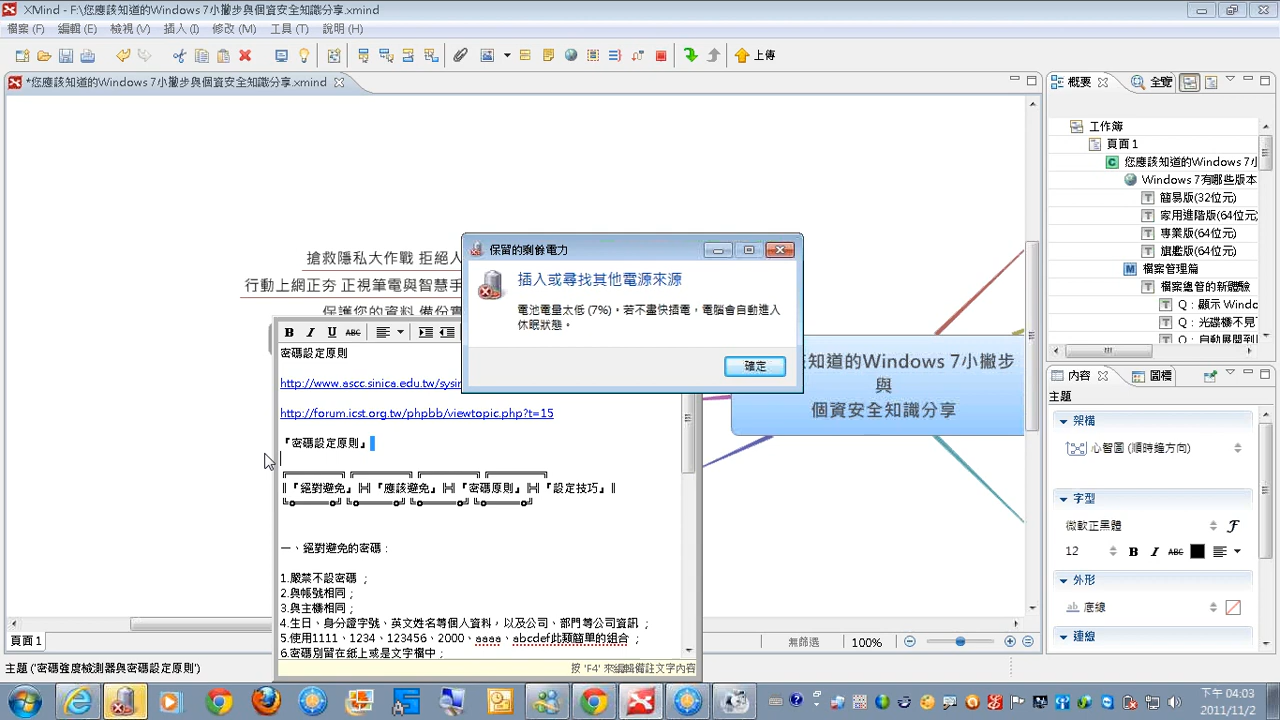 XMind - F:\您應該知道的Windows 7小撇步與個資安全知識分享.xmind
檔案 (F) 編輯 (E) 檢視 (V) 插入 (I) 修改 (M) 工具 (T) 說明 (H)
上傳
*您應該知道的Windows 7小撇步與個資安全知識分享.xmind
概要 全覽
工作簿
頁面 1
您應該知道的Windows 7小
Windows 7有哪些版本
簡易版(32位元)
家用進階版(64位元)
專業版(64位元)
旗艦版(64位元)
檔案管理篇
檔案總管的新體驗
Q：顯示 Windo
Q：光碟機不見
Q：自動展開到
搶救隱私大作戰 拒絕人
行動上網正夯 正視筆電與智慧手
保護您的資料 備份實
保留的剩餘電力
插入或尋找其他電源來源
電池電量太低 (7%)。若不盡快插電，電腦會自動進入
休眠狀態。
確定
知道的Windows 7小撇步
與
個資安全知識分享
B I U ABC
密碼設定原則
http://www.ascc.sinica.edu.tw/sysin
http://forum.icst.org.tw/phpbb/viewtopic.php?t=15
『密碼設定原則』
╔════╗╔════╗╔════╗╔════╗
║『絕對避免』╠╣『應該避免』╠╣『密碼原則』╠╣『設定技巧』║
╚o═══o╝╚o═══o╝╚o═══o╝╚o═══o╝
一、絕對避免的密碼：
1.嚴禁不設密碼 ；
2.與帳號相同；
3.與主機相同；
4.生日、身分證字號、英文姓名等個人資料，以及公司、部門等公司資訊 ；
5.使用1111、1234、123456、2000、aaaa、abcdef此類簡單的組合 ；
6.密碼別留在紙上或是文字檔中；
按 'F4' 來編輯備註文字內容
內容 圖標
主題
架構
心智圖 (順時鐘方向)
字型
微軟正黑體
12 B I ABC
外形
底線
連線
頁面 1
無篩選 100%
主題 ('密碼強度檢測器與密碼設定原則')
下午 04:03
2011/11/2